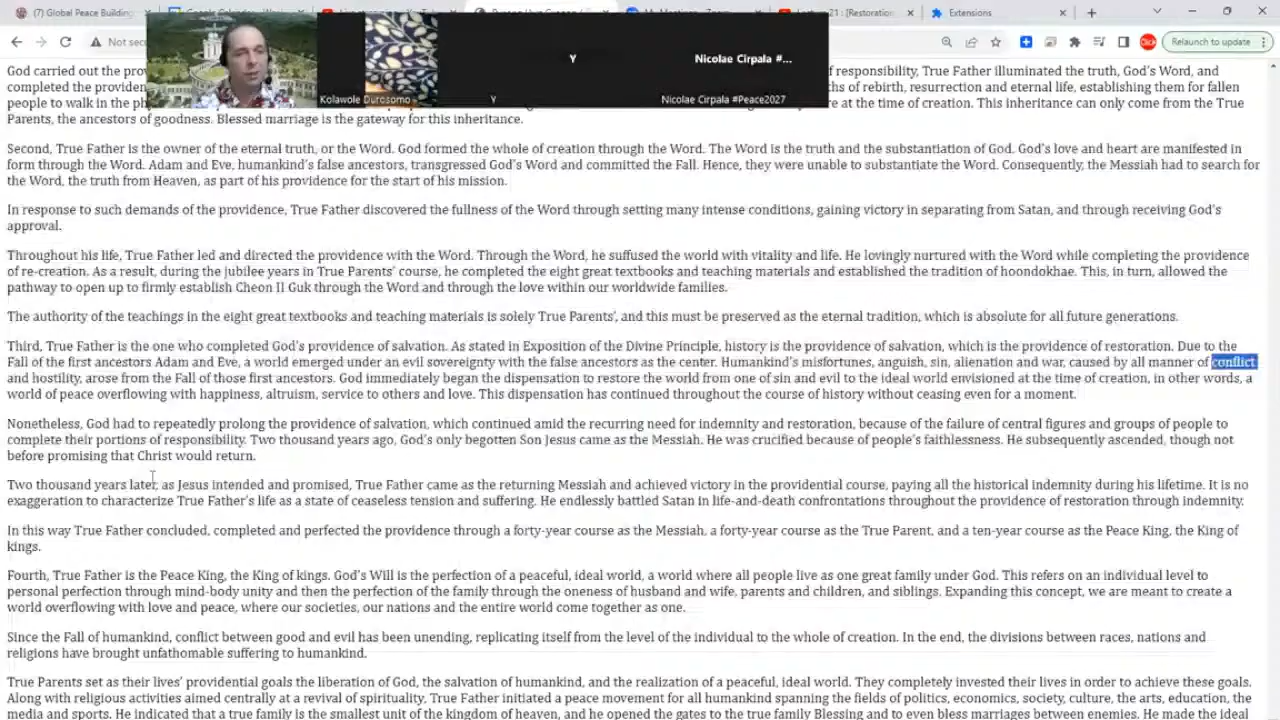 (7) Global Peace Building
Extensions
Not sec
Relaunch to update
Kolawole Durosomo
Y
Y
Nicolae Cirpala #...
Nicolae Cirpala #Peace2027
God carried out the prov
f responsibility, True Father illuminated the truth, God's Word, and
completed the providen
hs of rebirth, resurrection and eternal life, establishing them for fallen
people to walk in the ph
re at the time of creation. This inheritance can only come from the True
Parents, the ancestors of goodness. Blessed marriage is the gateway for this inheritance.
Second, True Father is the owner of the eternal truth, or the Word. God formed the whole of creation through the Word. The Word is the truth and the substantiation of God. God's love and heart are manifested in
form through the Word. Adam and Eve, humankind's false ancestors, transgressed God's Word and committed the Fall. Hence, they were unable to substantiate the Word. Consequently, the Messiah had to search for
the Word, the truth from Heaven, as part of his providence for the start of his mission.
In response to such demands of the providence, True Father discovered the fullness of the Word through setting many intense conditions, gaining victory in separating from Satan, and through receiving God's
approval.
Throughout his life, True Father led and directed the providence with the Word. Through the Word, he suffused the world with vitality and life. He lovingly nurtured with the Word while completing the providence
of re-creation. As a result, during the jubilee years in True Parents' course, he completed the eight great textbooks and teaching materials and established the tradition of hoondokhae. This, in turn, allowed the
pathway to open up to firmly establish Cheon Il Guk through the Word and through the love within our worldwide families.
The authority of the teachings in the eight great textbooks and teaching materials is solely True Parents', and this must be preserved as the eternal tradition, which is absolute for all future generations.
Third, True Father is the one who completed God's providence of salvation. As stated in Exposition of the Divine Principle, history is the providence of salvation, which is the providence of restoration. Due to the
Fall of the first ancestors Adam and Eve, a world emerged under an evil sovereignty with the false ancestors as the center. Humankind's misfortunes, anguish, sin, alienation and war, caused by all manner of conflict
and hostility, arose from the Fall of those first ancestors. God immediately began the dispensation to restore the world from one of sin and evil to the ideal world envisioned at the time of creation, in other words, a
world of peace overflowing with happiness, altruism, service to others and love. This dispensation has continued throughout the course of history without ceasing even for a moment.
Nonetheless, God had to repeatedly prolong the providence of salvation, which continued amid the recurring need for indemnity and restoration, because of the failure of central figures and groups of people to
complete their portions of responsibility. Two thousand years ago, God's only begotten Son Jesus came as the Messiah. He was crucified because of people's faithlessness. He subsequently ascended, though not
before promising that Christ would return.
Two thousand years later, as Jesus intended and promised, True Father came as the returning Messiah and achieved victory in the providential course, paying all the historical indemnity during his lifetime. It is no
exaggeration to characterize True Father's life as a state of ceaseless tension and suffering. He endlessly battled Satan in life-and-death confrontations throughout the providence of restoration through indemnity.
In this way True Father concluded, completed and perfected the providence through a forty-year course as the Messiah, a forty-year course as the True Parent, and a ten-year course as the Peace King, the King of
kings.
Fourth, True Father is the Peace King, the King of kings. God's Will is the perfection of a peaceful, ideal world, a world where all people live as one great family under God. This refers on an individual level to
personal perfection through mind-body unity and then the perfection of the family through the oneness of husband and wife, parents and children, and siblings. Expanding this concept, we are meant to create a
world overflowing with love and peace, where our societies, our nations and the entire world come together as one.
Since the Fall of humankind, conflict between good and evil has been unending, replicating itself from the level of the individual to the whole of creation. In the end, the divisions between races, nations and
religions have brought unfathomable suffering to humankind.
True Parents set as their lives' providential goals the liberation of God, the salvation of humankind, and the realization of a peaceful, ideal world. They completely invested their lives in order to achieve these goals.
Along with religious activities aimed centrally at a revival of spirituality, True Father initiated a peace movement for all humankind spanning the fields of politics, economics, society, culture, the arts, education, the
media and sports. He indicated that a true family is the smallest unit of the kingdom of heaven, and he opened the gates to the true family Blessing and to even bless marriages between enemies. He made the ideal